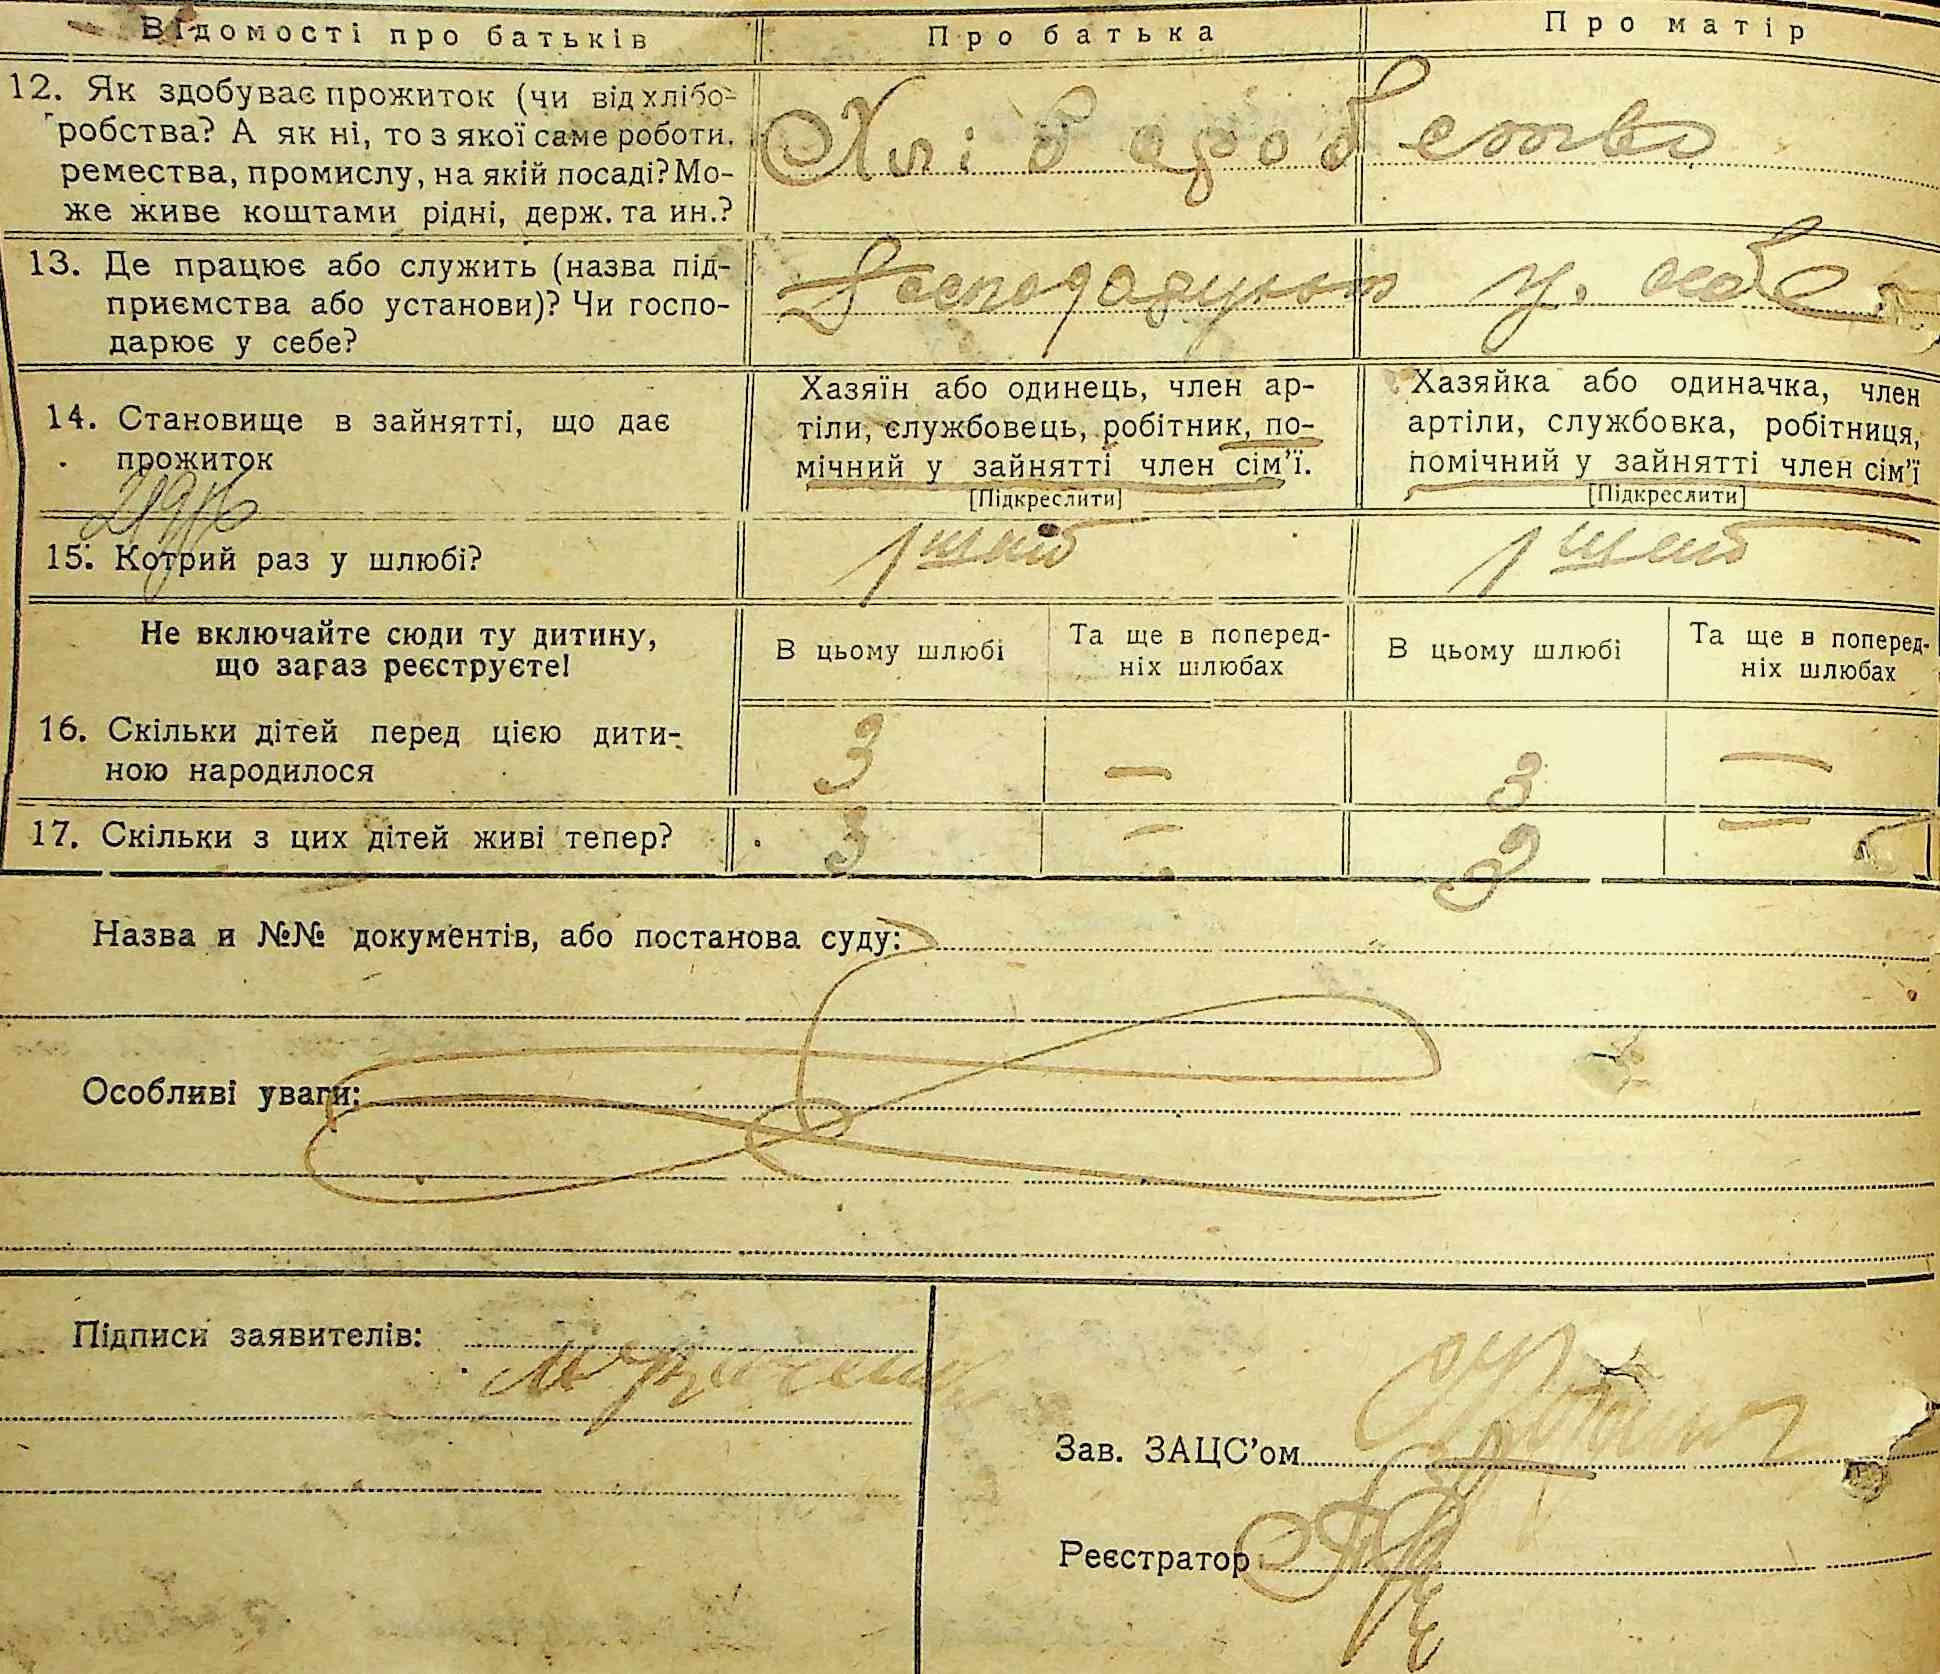 Відомості про батьків Про батька Про матір
12. Як здобуває прожиток (чи від хлібо-
робства? А як ні, то з якої саме роботи,
ремества, промислу, на якій посаді? Мо-
же живе коштами рідні, держ. та ин.?
Хліборобство
13. Де працює або служить (назва під-
приємства або установи)? Чи госпо-
дарює у себе?
у себе
14. Становище в зайнятті, що дає
прожиток
Хазяїн або одинець, член ар-
тіли, службовець, робітник, по-
мічний у зайнятті член сім'ї.
[Підкреслити]
Хазяйка або одиначка, член
артіли, службовка, робітниця,
помічний у зайнятті член сім'ї
[Підкреслити]
15. Котрий раз у шлюбі?
Не включайте сюди ту дитину,
що зараз реєструєте!
В цьому шлюбі
Та ще в поперед-
ніх шлюбах
В цьому шлюбі
Та ще в поперед-
ніх шлюбах
16. Скільки дітей перед цією дити-
ною народилося
3 — 3 —
17. Скільки з цих дітей живі тепер?
3 — 3 —
Назва и №№ документів, або постанова суду:
Особливі уваги:
Підписи заявителів:
Зав. ЗАЦС'ом
Реєстратор